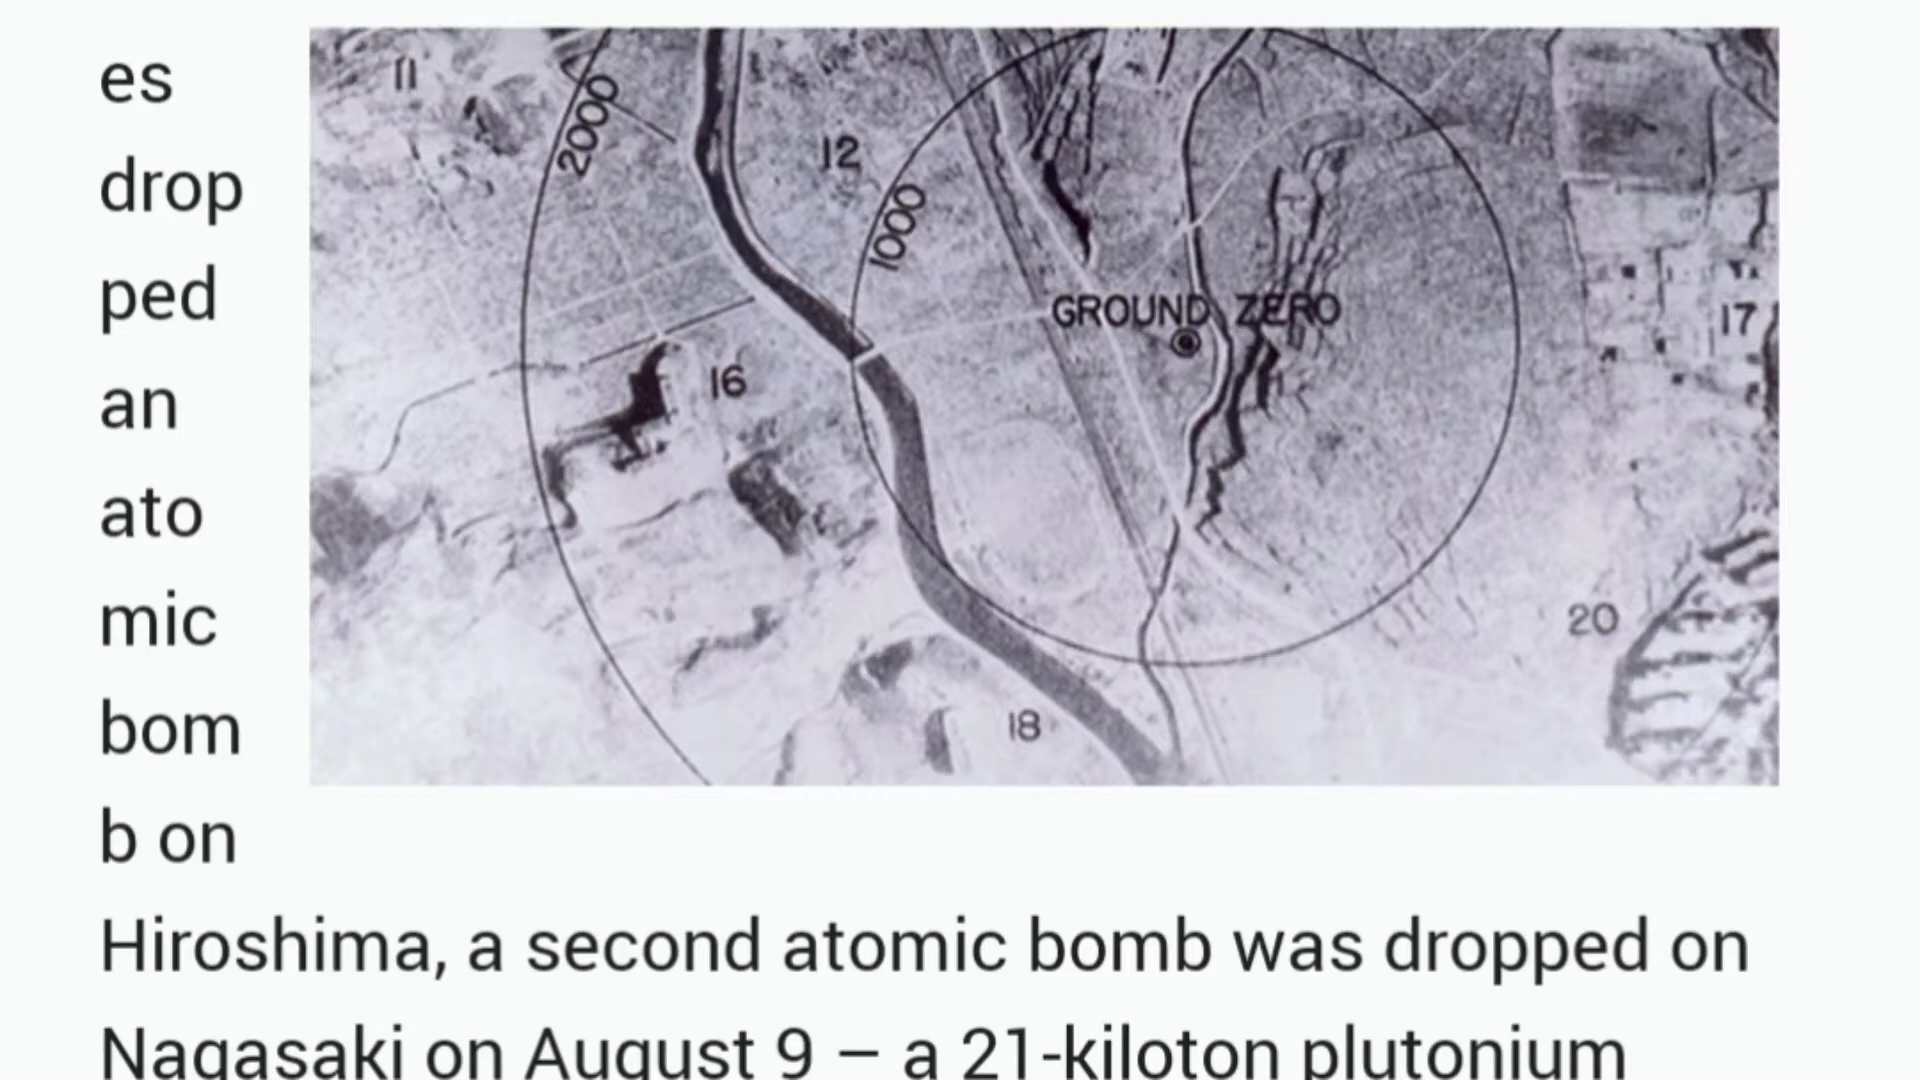 es
drop
ped
an
ato
mic
bom
b on
Hiroshima, a second atomic bomb was dropped on
Nagasaki on August 9 – a 21-kiloton plutonium
11
2000
12
1000
GROUND ZERO
17
16
20
18